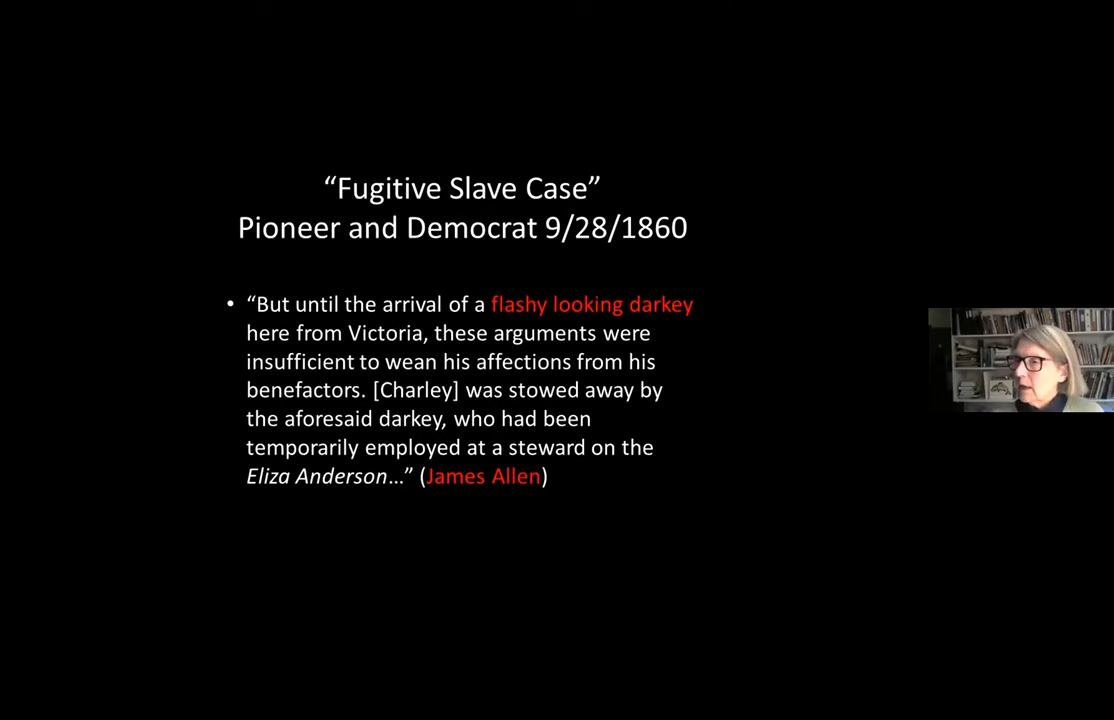 “Fugitive Slave Case”
Pioneer and Democrat 9/28/1860
• “But until the arrival of a flashy looking darkey
here from Victoria, these arguments were
insufficient to wean his affections from his
benefactors. [Charley] was stowed away by
the aforesaid darkey, who had been
temporarily employed at a steward on the
Eliza Anderson…” (James Allen)